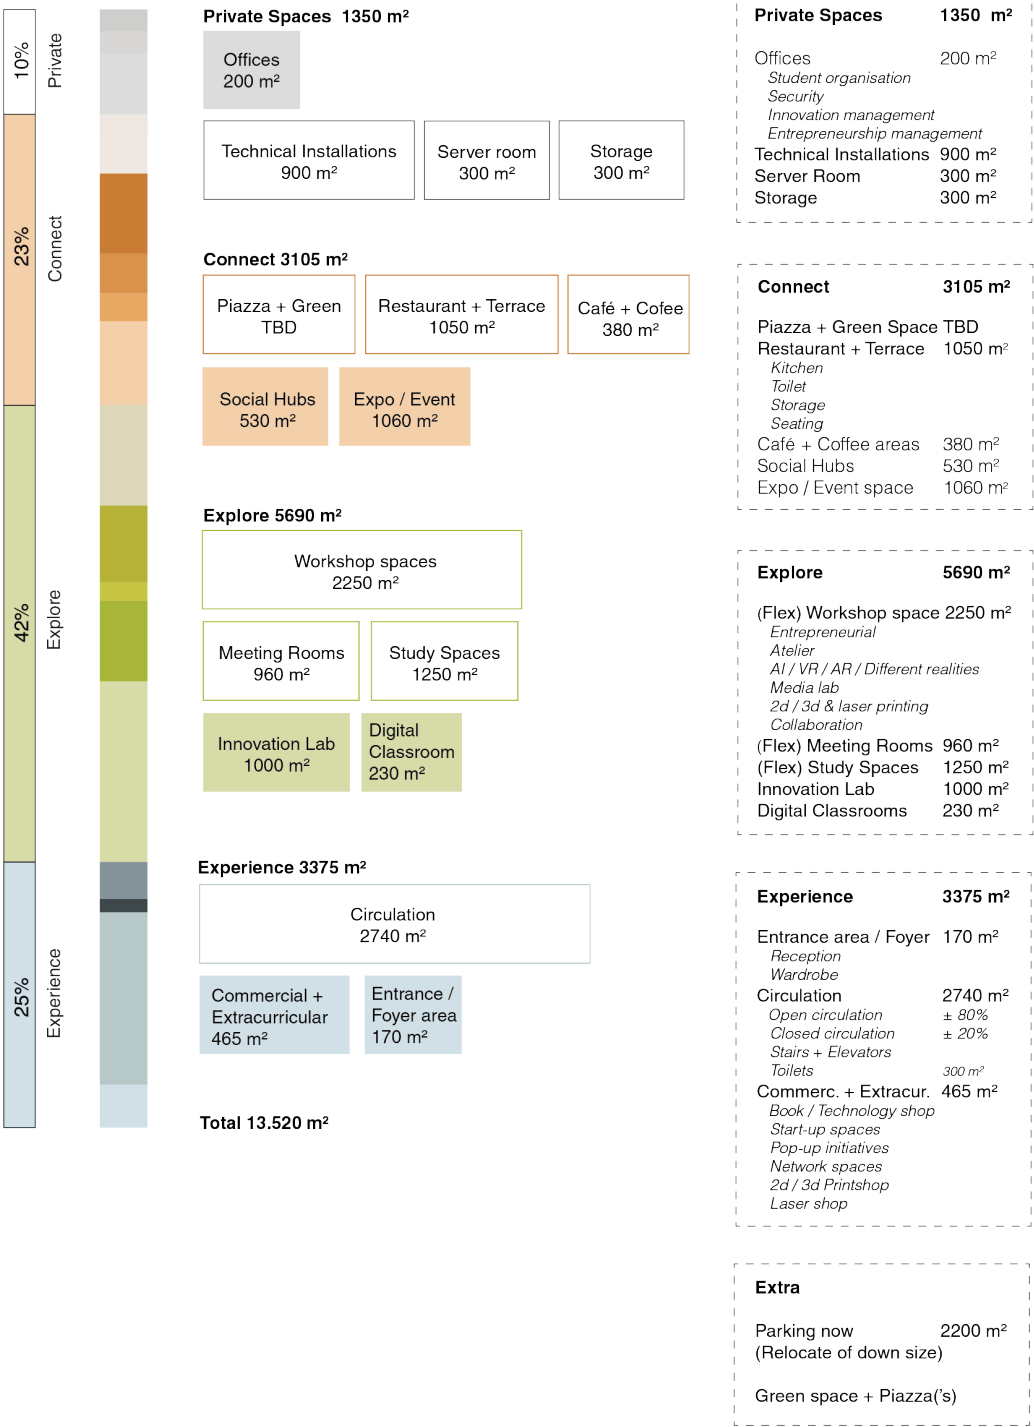 10%
Private
23%
Connect
42%
Explore
25%
Experience
Private Spaces 1350 m²
Offices
200 m²
Technical Installations
900 m²
Server room
300 m²
Storage
300 m²
Connect 3105 m²
Piazza + Green
TBD
Restaurant + Terrace
1050 m²
Café + Cofee
380 m²
Social Hubs
530 m²
Expo / Event
1060 m²
Explore 5690 m²
Workshop spaces
2250 m²
Meeting Rooms
960 m²
Study Spaces
1250 m²
Innovation Lab
1000 m²
Digital
Classroom
230 m²
Experience 3375 m²
Circulation
2740 m²
Commercial +
Extracurricular
465 m²
Entrance /
Foyer area
170 m²
Total 13.520 m²
Private Spaces 1350 m²
Offices 200 m²
Student organisation
Security
Innovation management
Entrepreneurship management
Technical Installations 900 m²
Server Room 300 m²
Storage 300 m²
Connect 3105 m²
Piazza + Green Space TBD
Restaurant + Terrace 1050 m²
Kitchen
Toilet
Storage
Seating
Café + Coffee areas 380 m²
Social Hubs 530 m²
Expo / Event space 1060 m²
Explore 5690 m²
(Flex) Workshop space 2250 m²
Entrepreneurial
Atelier
AI / VR / AR / Different realities
Media lab
2d / 3d & laser printing
Collaboration
(Flex) Meeting Rooms 960 m²
(Flex) Study Spaces 1250 m²
Innovation Lab 1000 m²
Digital Classrooms 230 m²
Experience 3375 m²
Entrance area / Foyer 170 m²
Reception
Wardrobe
Circulation 2740 m²
Open circulation ± 80%
Closed circulation ± 20%
Stairs + Elevators
Toilets 300 m²
Commerc. + Extracur. 465 m²
Book / Technology shop
Start-up spaces
Pop-up initiatives
Network spaces
2d / 3d Printshop
Laser shop
Extra
Parking now 2200 m²
(Relocate of down size)
Green space + Piazza('s)